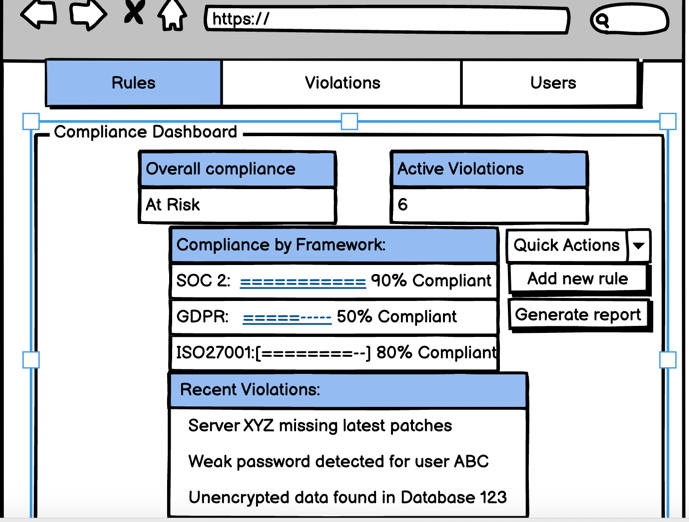 https://
Rules Violations Users
Compliance Dashboard
Overall compliance Active Violations
At Risk 6
Compliance by Framework: Quick Actions
SOC 2: =========== 90% Compliant Add new rule
GDPR: =====----- 50% Compliant Generate report
ISO27001:[========--] 80% Compliant
Recent Violations:
Server XYZ missing latest patches
Weak password detected for user ABC
Unencrypted data found in Database 123